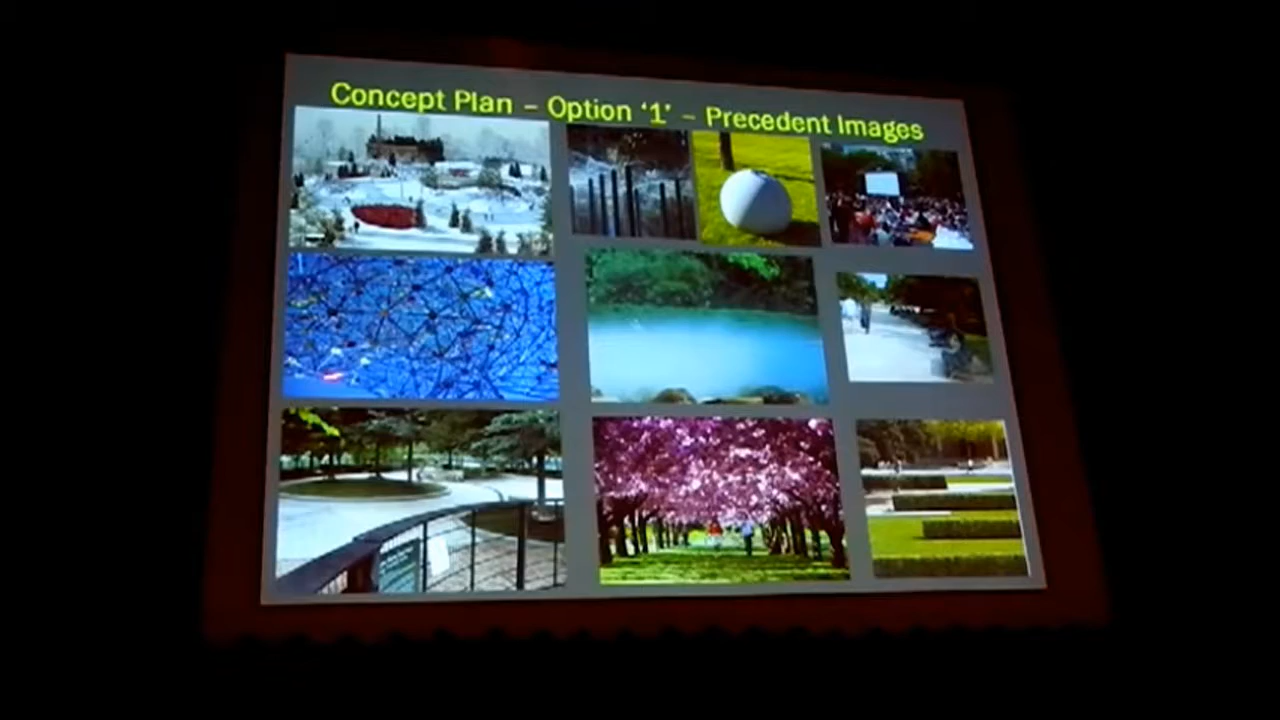 Concept Plan – Option ‘1’ – Precedent Images